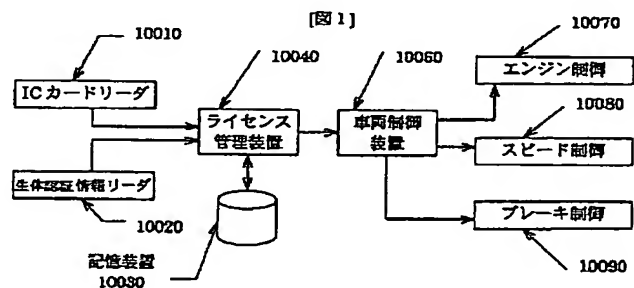 [図1]
10010
10040
10060
10070
ICカードリーダ
ライセンス
管理装置
車両制御
装置
エンジン制御
10080
スピード制御
生体認証情報リーダ
10020
記憶装置
10030
ブレーキ制御
10090